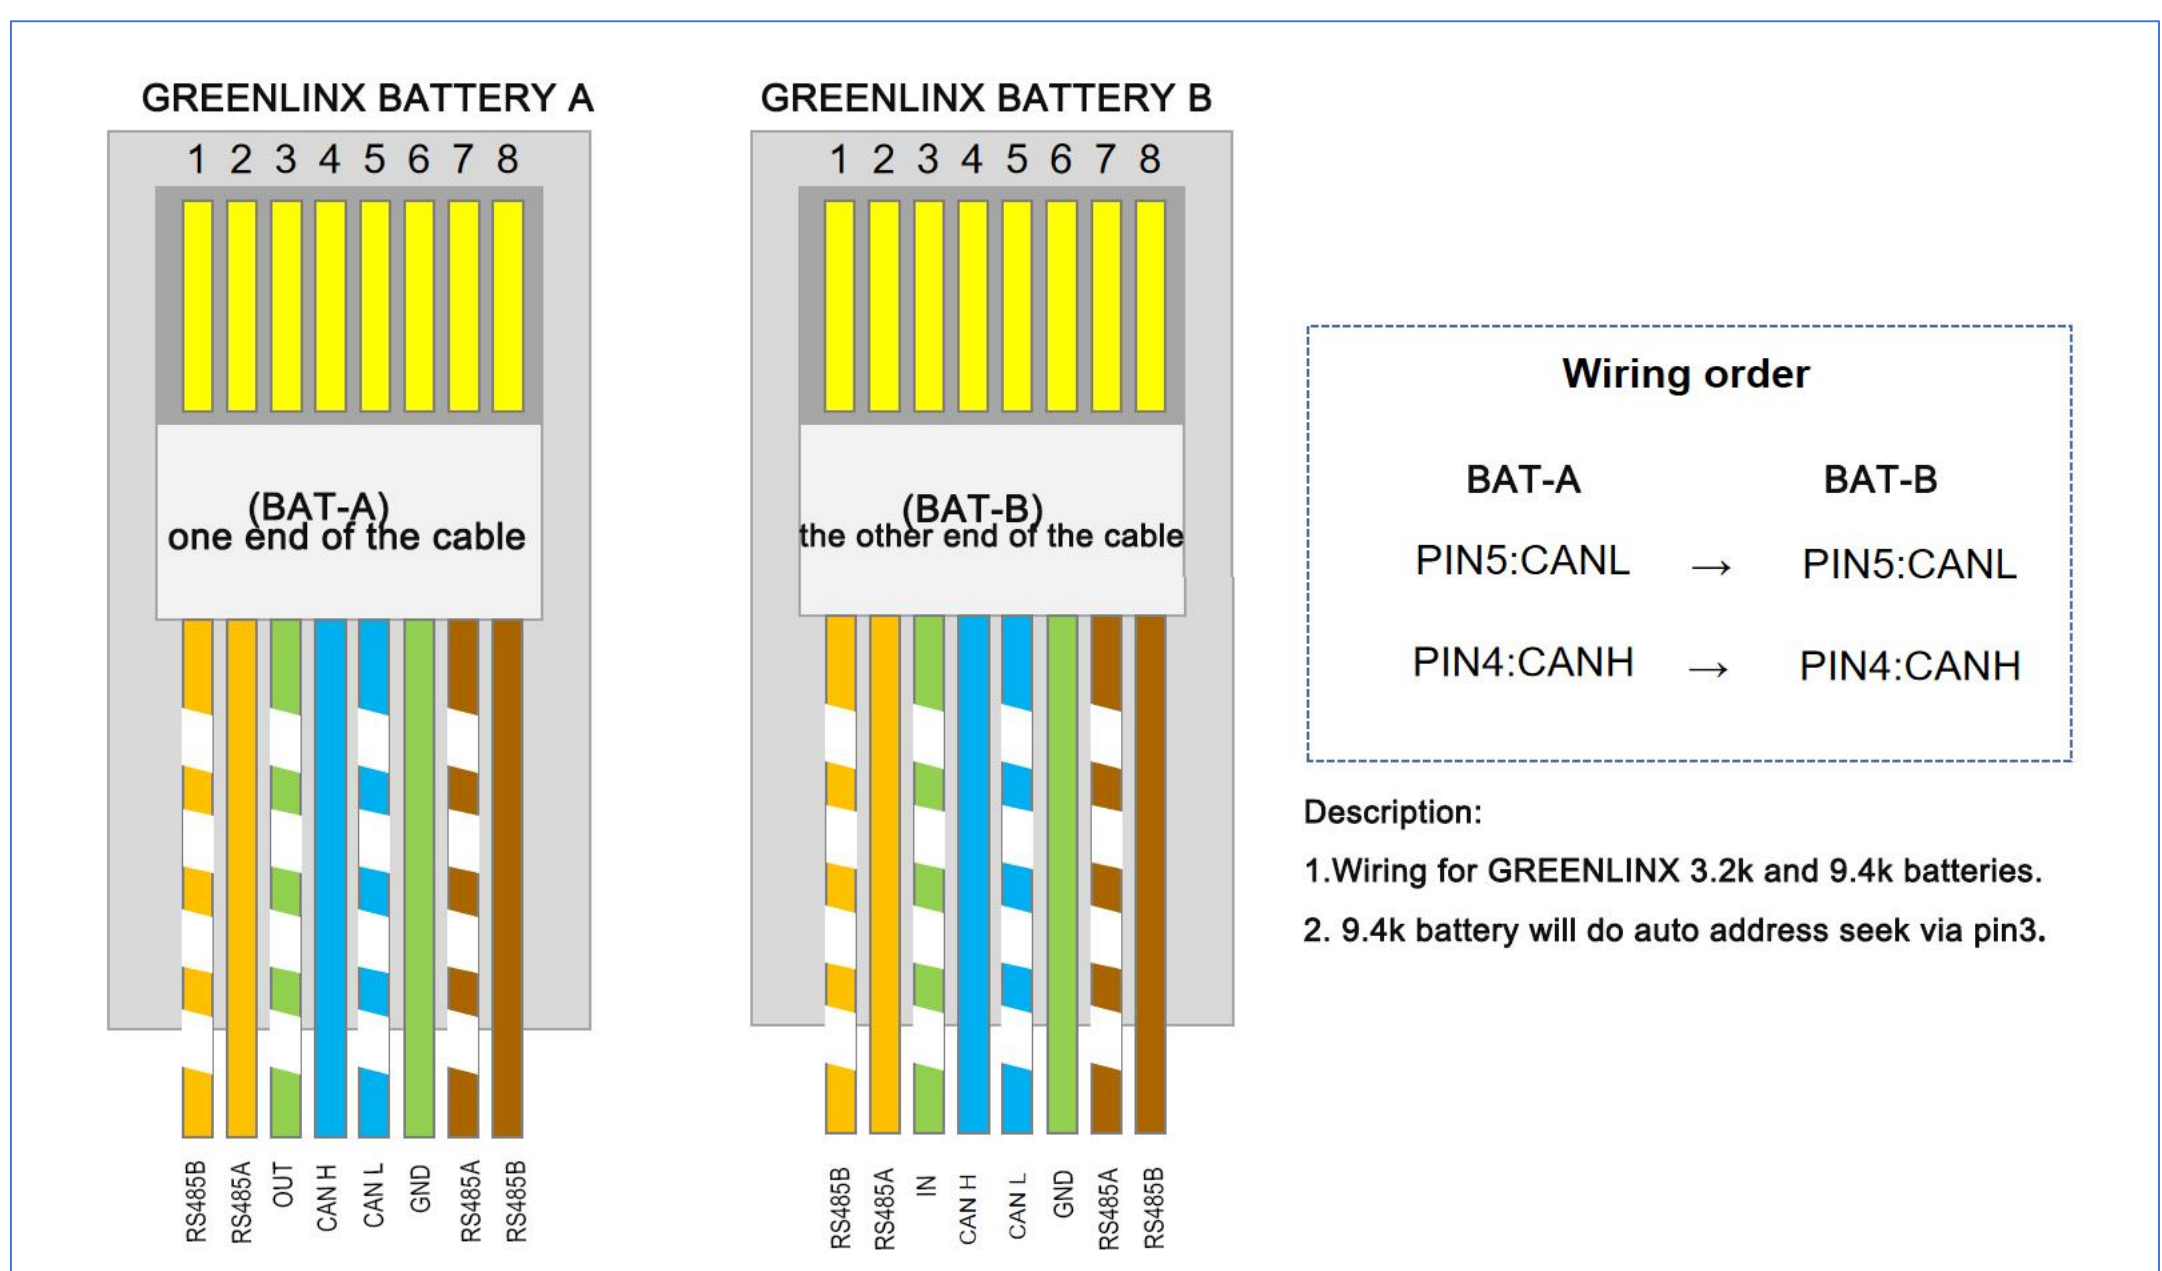 GREENLINX BATTERY A
1 2 3 4 5 6 7 8
(BAT-A)
one end of the cable
RS485B
RS485A
OUT
CAN H
CAN L
GND
RS485A
RS485B
GREENLINX BATTERY B
1 2 3 4 5 6 7 8
(BAT-B)
the other end of the cable
RS485B
RS485A
IN
CAN H
CAN L
GND
RS485A
RS485B
Wiring order
BAT-A BAT-B
PIN5:CANL → PIN5:CANL
PIN4:CANH → PIN4:CANH
Description:
1.Wiring for GREENLINX 3.2k and 9.4k batteries.
2. 9.4k battery will do auto address seek via pin3.